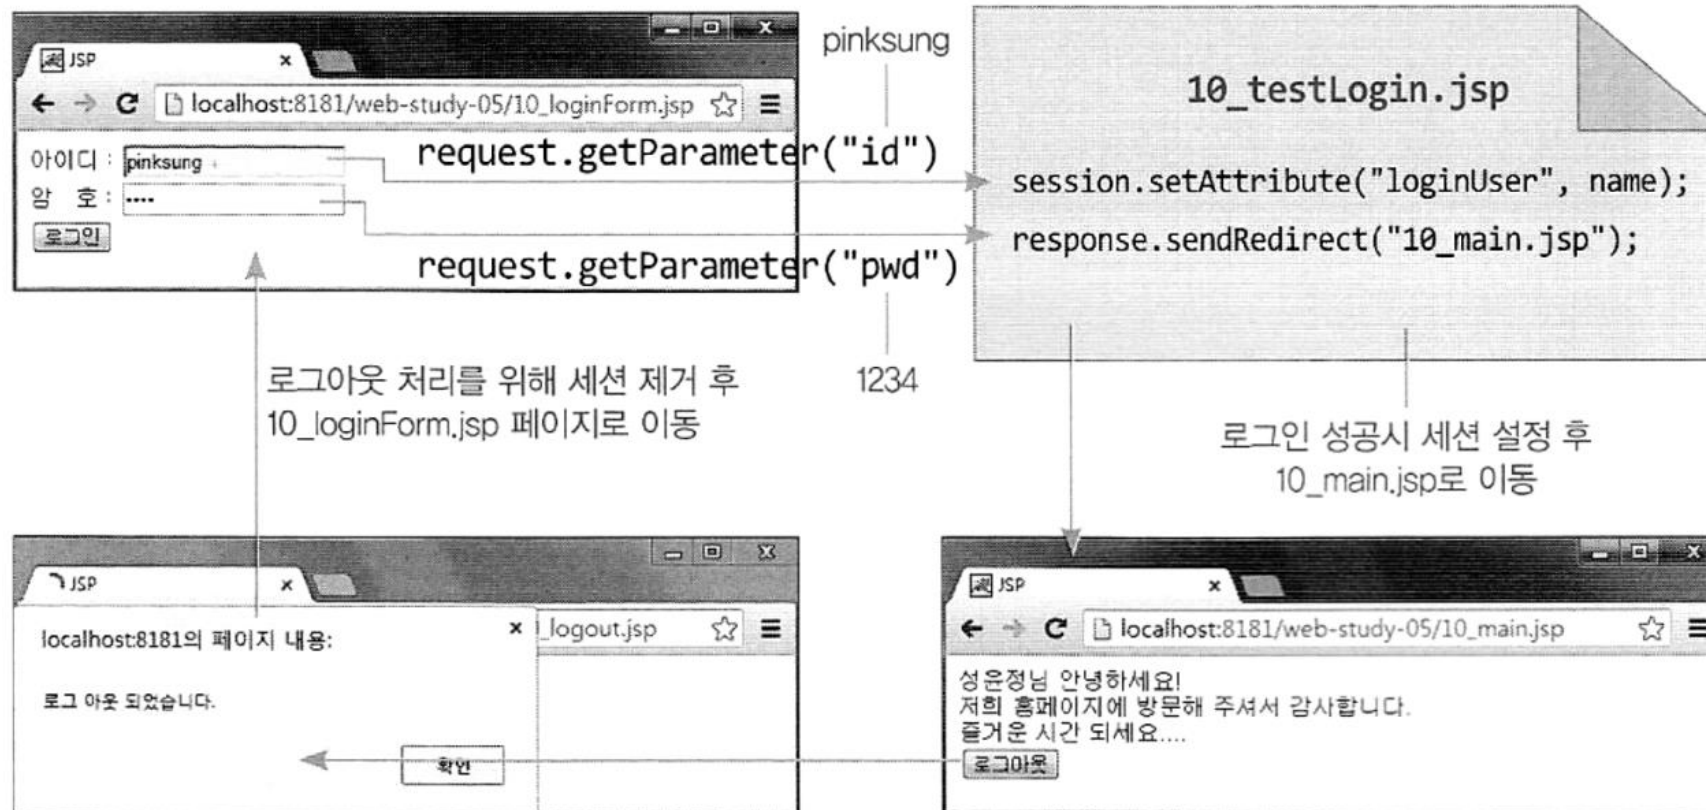 JSP
localhost:8181/web-study-05/10_loginForm.jsp
아이디 : pinksung
암 호 : ....
로그인
request.getParameter("id")
request.getParameter("pwd")
pinksung
1234
10_testLogin.jsp
session.setAttribute("loginUser", name);
response.sendRedirect("10_main.jsp");
로그아웃 처리를 위해 세션 제거 후
10_loginForm.jsp 페이지로 이동
로그인 성공시 세션 설정 후
10_main.jsp로 이동
JSP
_logout.jsp
localhost:8181의 페이지 내용:
로그 아웃 되었습니다.
확인
JSP
localhost:8181/web-study-05/10_main.jsp
성윤정님 안녕하세요!
저희 홈페이지에 방문해 주셔서 감사합니다.
즐거운 시간 되세요....
로그아웃